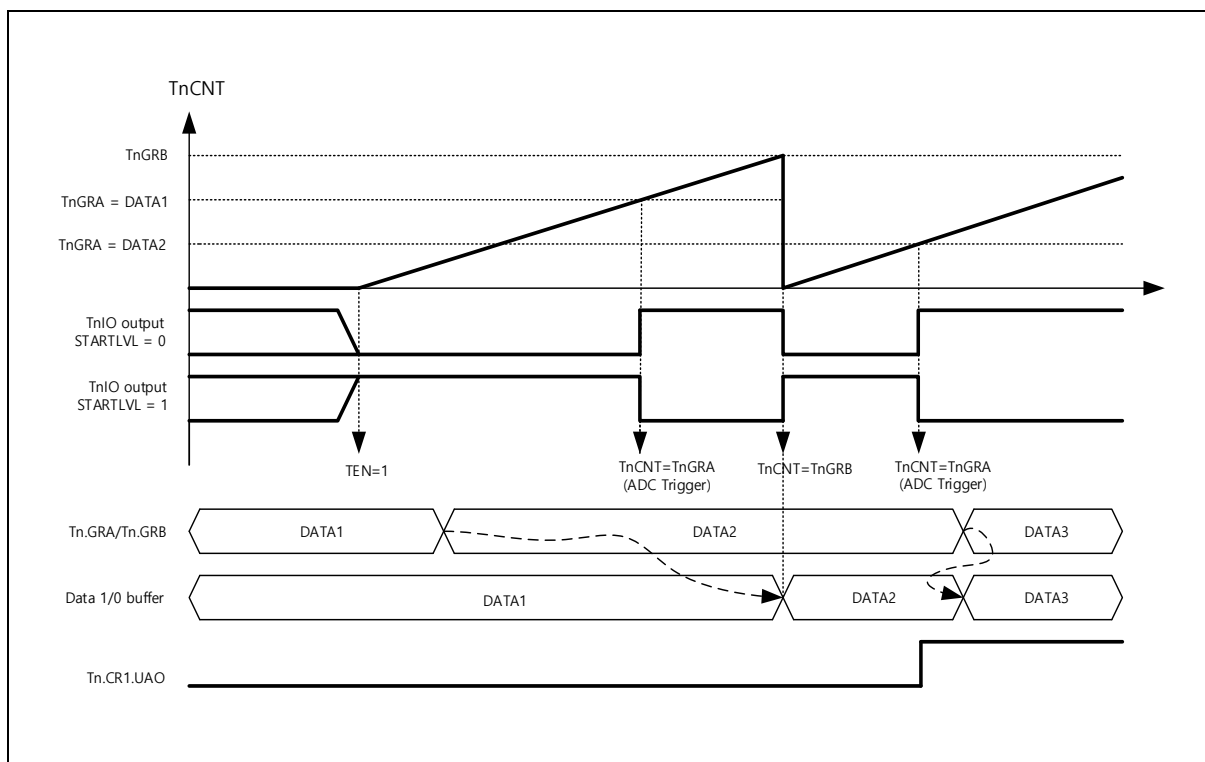 TnCNT
TnGRB
TnGRA = DATA1
TnGRA = DATA2
TnIO output
STARTLVL = 0
TnIO output
STARTLVL = 1
TEN=1
TnCNT=TnGRA
(ADC Trigger)
TnCNT=TnGRB
TnCNT=TnGRA
(ADC Trigger)
Tn.GRA/Tn.GRB
DATA1
DATA2
DATA3
Data 1/0 buffer
DATA1
DATA2
DATA3
Tn.CR1.UAO